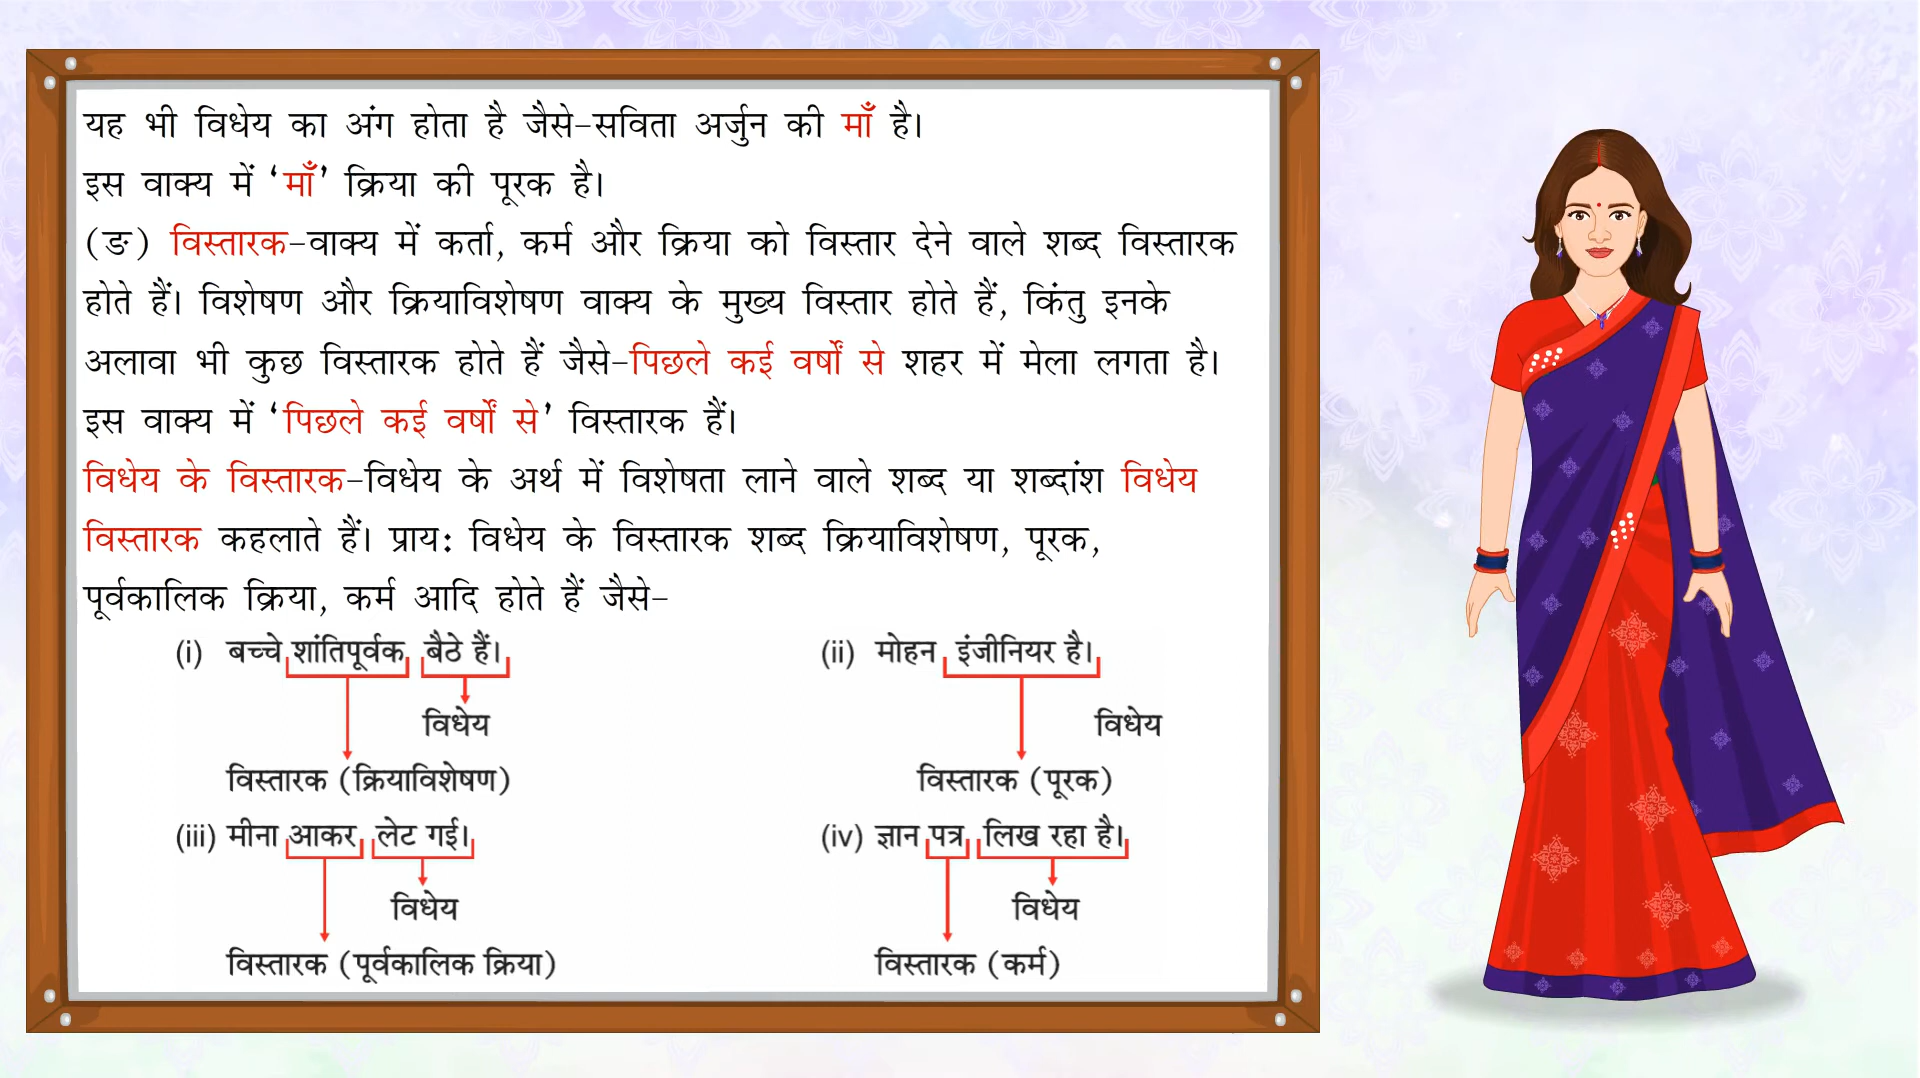 यह भी विधेय का अंग होता है जैसे-सविता अर्जुन की माँ है।
इस वाक्य में ‘माँ’ क्रिया की पूरक है।
(ङ) विस्तारक-वाक्य में कर्ता, कर्म और क्रिया को विस्तार देने वाले शब्द विस्तारक
होते हैं। विशेषण और क्रियाविशेषण वाक्य के मुख्य विस्तार होते हैं, किंतु इनके
अलावा भी कुछ विस्तारक होते हैं जैसे-पिछले कई वर्षों से शहर में मेला लगता है।
इस वाक्य में ‘पिछले कई वर्षों से’ विस्तारक हैं।
विधेय के विस्तारक-विधेय के अर्थ में विशेषता लाने वाले शब्द या शब्दांश विधेय
विस्तारक कहलाते हैं। प्राय: विधेय के विस्तारक शब्द क्रियाविशेषण, पूरक,
पूर्वकालिक क्रिया, कर्म आदि होते हैं जैसे-
(i) बच्चे शांतिपूर्वक बैठे हैं।
विधेय
विस्तारक (क्रियाविशेषण)
(ii) मोहन इंजीनियर है।
विधेय
विस्तारक (पूरक)
(iii) मीना आकर लेट गई।
विधेय
विस्तारक (पूर्वकालिक क्रिया)
(iv) ज्ञान पत्र लिख रहा है।
विधेय
विस्तारक (कर्म)